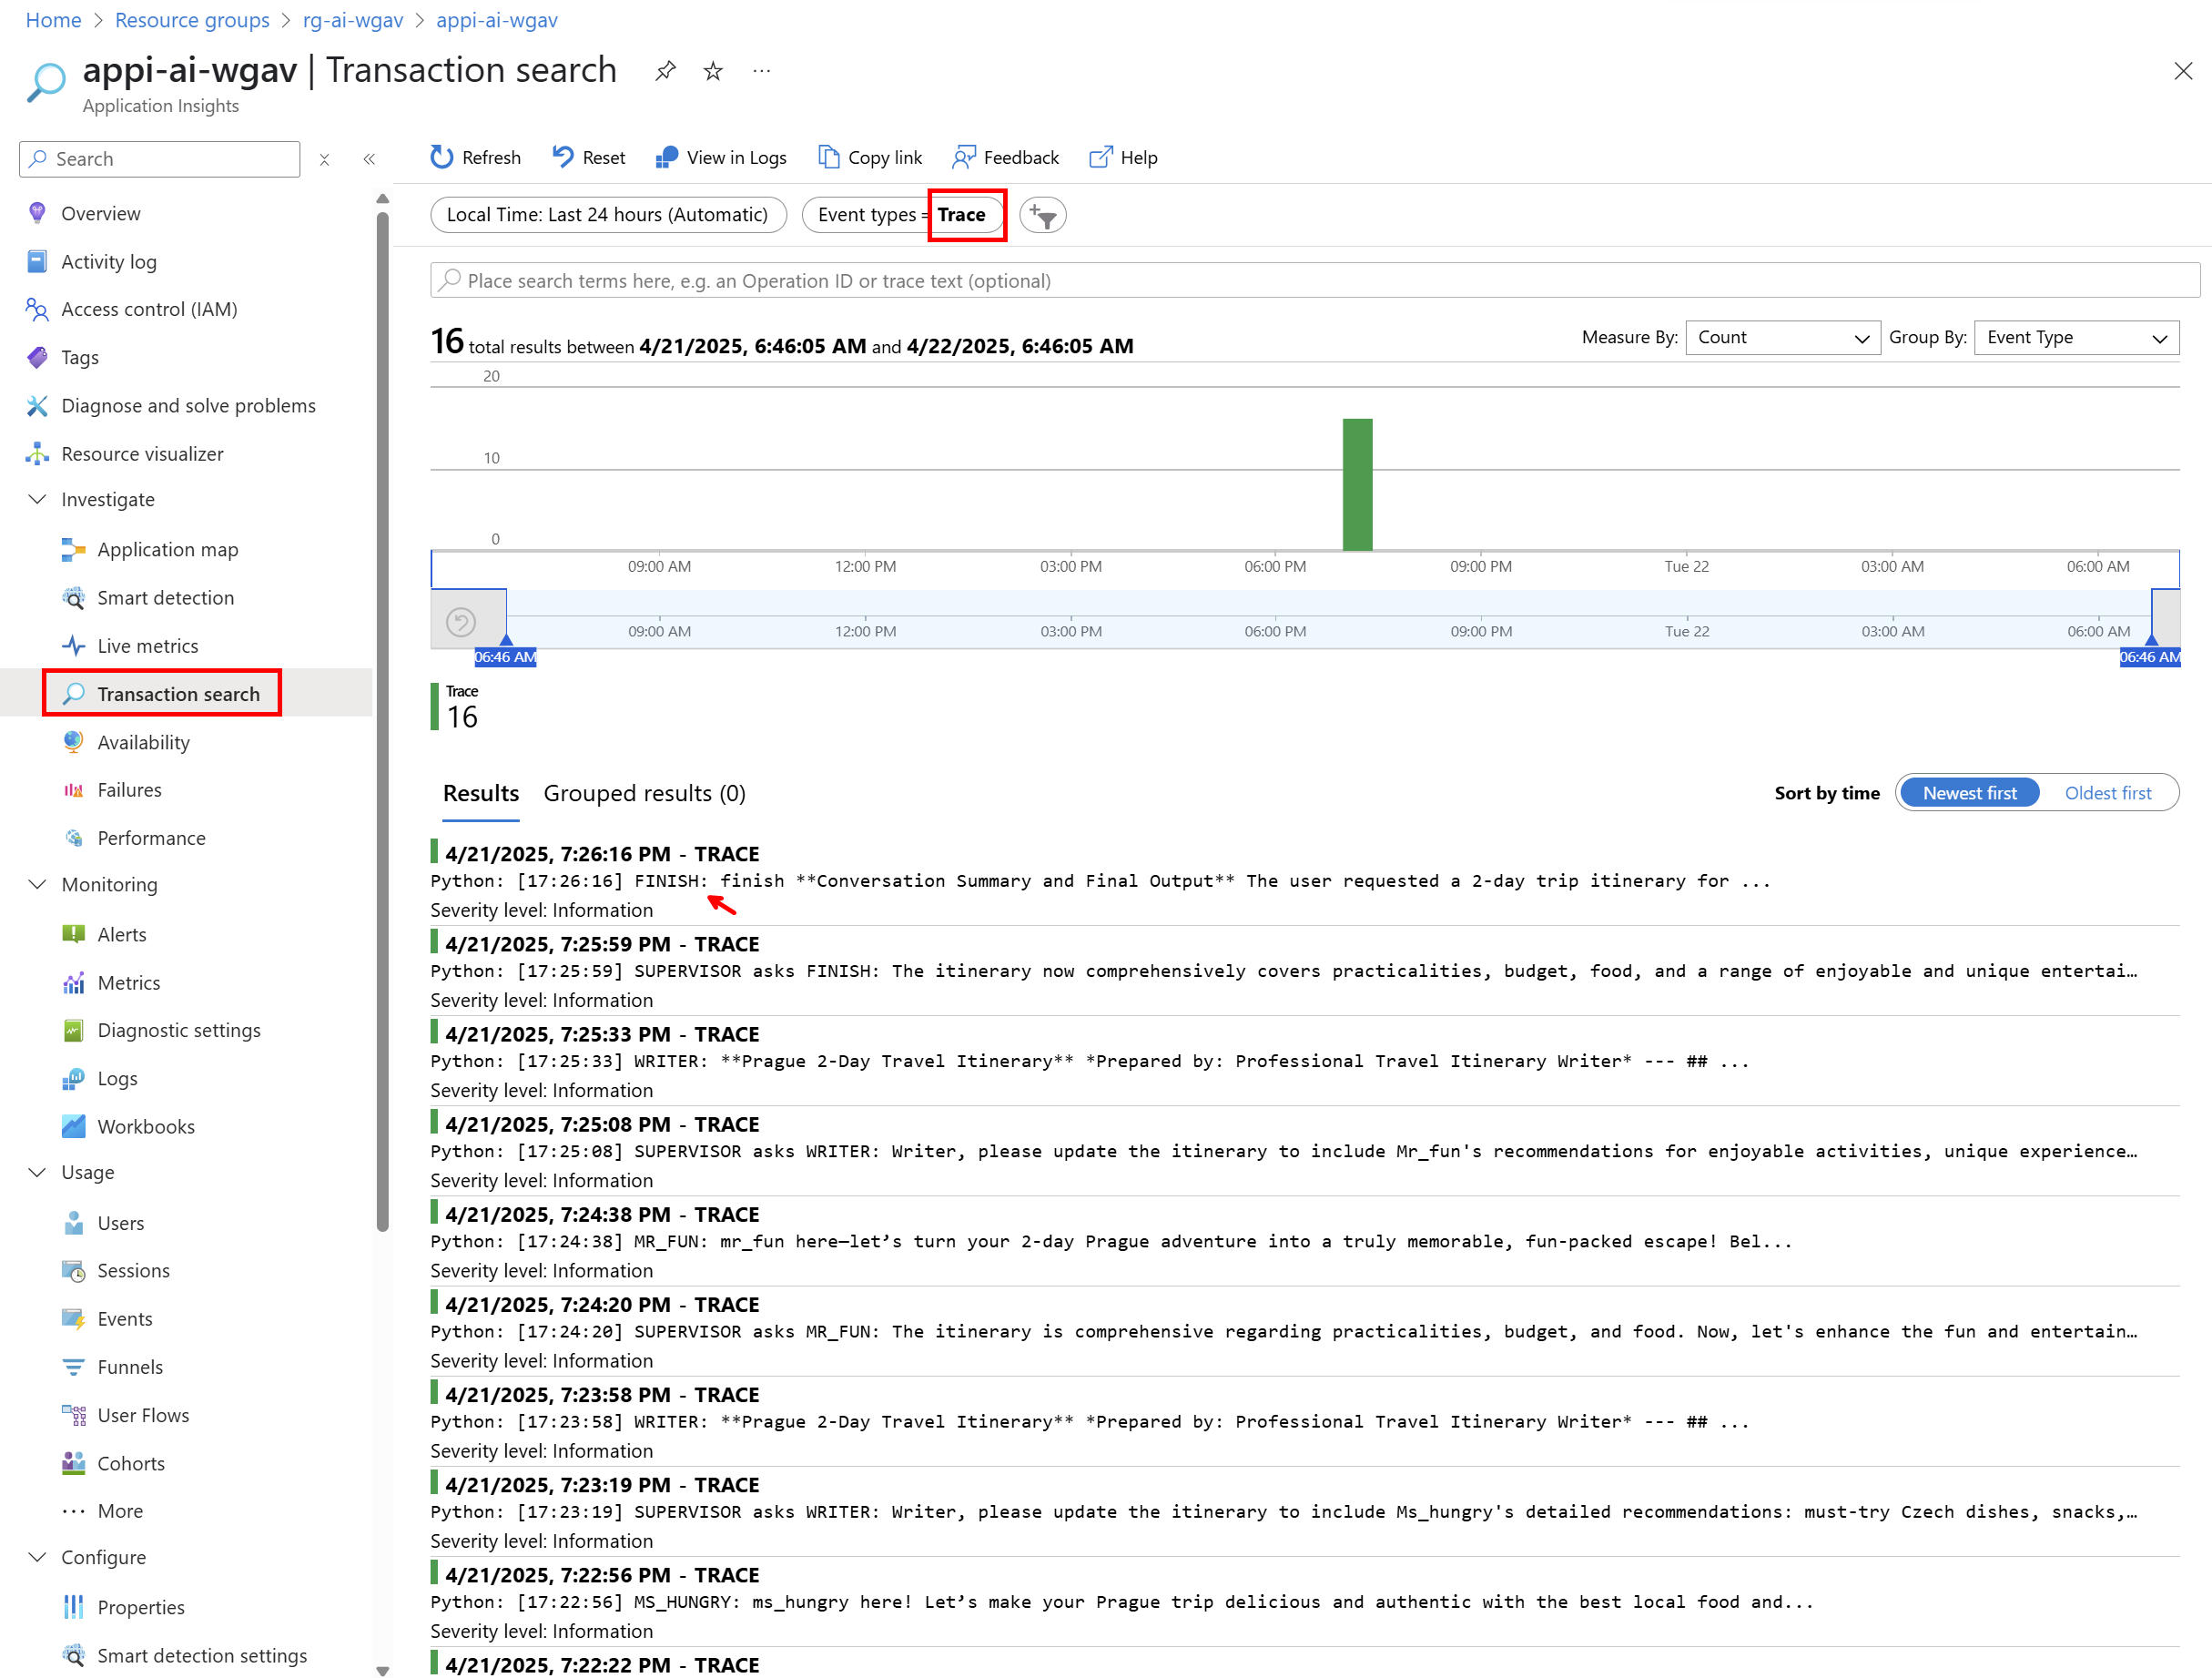 Home > Resource groups > rg-ai-wgav > appi-ai-wgav
appi-ai-wgav | Transaction search
Application Insights
Search
Overview
Activity log
Access control (IAM)
Tags
Diagnose and solve problems
Resource visualizer
Investigate
Application map
Smart detection
Live metrics
Transaction search
Availability
Failures
Performance
Monitoring
Alerts
Metrics
Diagnostic settings
Logs
Workbooks
Usage
Users
Sessions
Events
Funnels
User Flows
Cohorts
More
Configure
Properties
Smart detection settings
Refresh Reset View in Logs Copy link Feedback Help
Local Time: Last 24 hours (Automatic) Event types = Trace
Place search terms here, e.g. an Operation ID or trace text (optional)
16 total results between 4/21/2025, 6:46:05 AM and 4/22/2025, 6:46:05 AM
Measure By: Count Group By: Event Type
20
10
0
09:00 AM 12:00 PM 03:00 PM 06:00 PM 09:00 PM Tue 22 03:00 AM 06:00 AM
09:00 AM 12:00 PM 03:00 PM 06:00 PM 09:00 PM Tue 22 03:00 AM 06:00 AM
06:46 AM 06:46 AM
Trace
16
Results Grouped results (0)
Sort by time Newest first Oldest first
4/21/2025, 7:26:16 PM - TRACE
Python: [17:26:16] FINISH: finish **Conversation Summary and Final Output** The user requested a 2-day trip itinerary for ...
Severity level: Information
4/21/2025, 7:25:59 PM - TRACE
Python: [17:25:59] SUPERVISOR asks FINISH: The itinerary now comprehensively covers practicalities, budget, food, and a range of enjoyable and unique entertai…
Severity level: Information
4/21/2025, 7:25:33 PM - TRACE
Python: [17:25:33] WRITER: **Prague 2-Day Travel Itinerary** *Prepared by: Professional Travel Itinerary Writer* --- ## ...
Severity level: Information
4/21/2025, 7:25:08 PM - TRACE
Python: [17:25:08] SUPERVISOR asks WRITER: Writer, please update the itinerary to include Mr_fun's recommendations for enjoyable activities, unique experience…
Severity level: Information
4/21/2025, 7:24:38 PM - TRACE
Python: [17:24:38] MR_FUN: mr_fun here—let’s turn your 2-day Prague adventure into a truly memorable, fun-packed escape! Bel...
Severity level: Information
4/21/2025, 7:24:20 PM - TRACE
Python: [17:24:20] SUPERVISOR asks MR_FUN: The itinerary is comprehensive regarding practicalities, budget, and food. Now, let's enhance the fun and entertain…
Severity level: Information
4/21/2025, 7:23:58 PM - TRACE
Python: [17:23:58] WRITER: **Prague 2-Day Travel Itinerary** *Prepared by: Professional Travel Itinerary Writer* --- ## ...
Severity level: Information
4/21/2025, 7:23:19 PM - TRACE
Python: [17:23:19] SUPERVISOR asks WRITER: Writer, please update the itinerary to include Ms_hungry's detailed recommendations: must-try Czech dishes, snacks,…
Severity level: Information
4/21/2025, 7:22:56 PM - TRACE
Python: [17:22:56] MS_HUNGRY: ms_hungry here! Let’s make your Prague trip delicious and authentic with the best local food and...
Severity level: Information
4/21/2025, 7:22:22 PM - TRACE